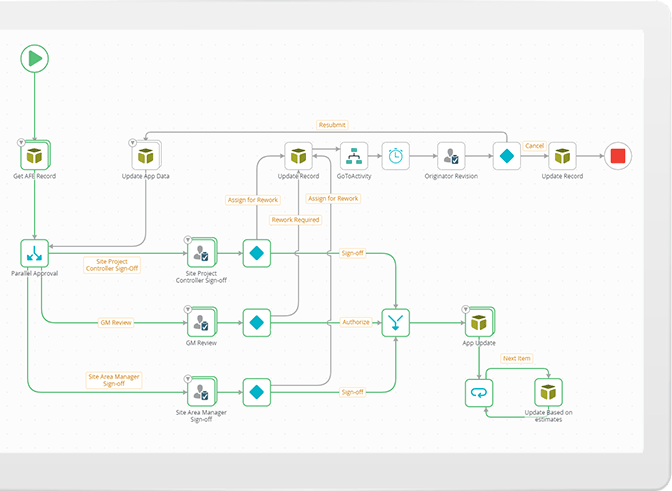 Resubmit
Cancel
Get AFE Record
Update App Data
Update Record
GoToActivity
Originator Revision
Update Record
Assign for Rework
Assign for Rework
Rework Required
Parallel Approval
Site Project
Controller Sign-Off
Site Project
Controller Sign-off
Sign-off
GM Review
GM Review
Authorize
App Update
Next Item
Site Area Manager
Sign-off
Site Area Manager
Sign-off
Sign-off
Update Based on
estimates